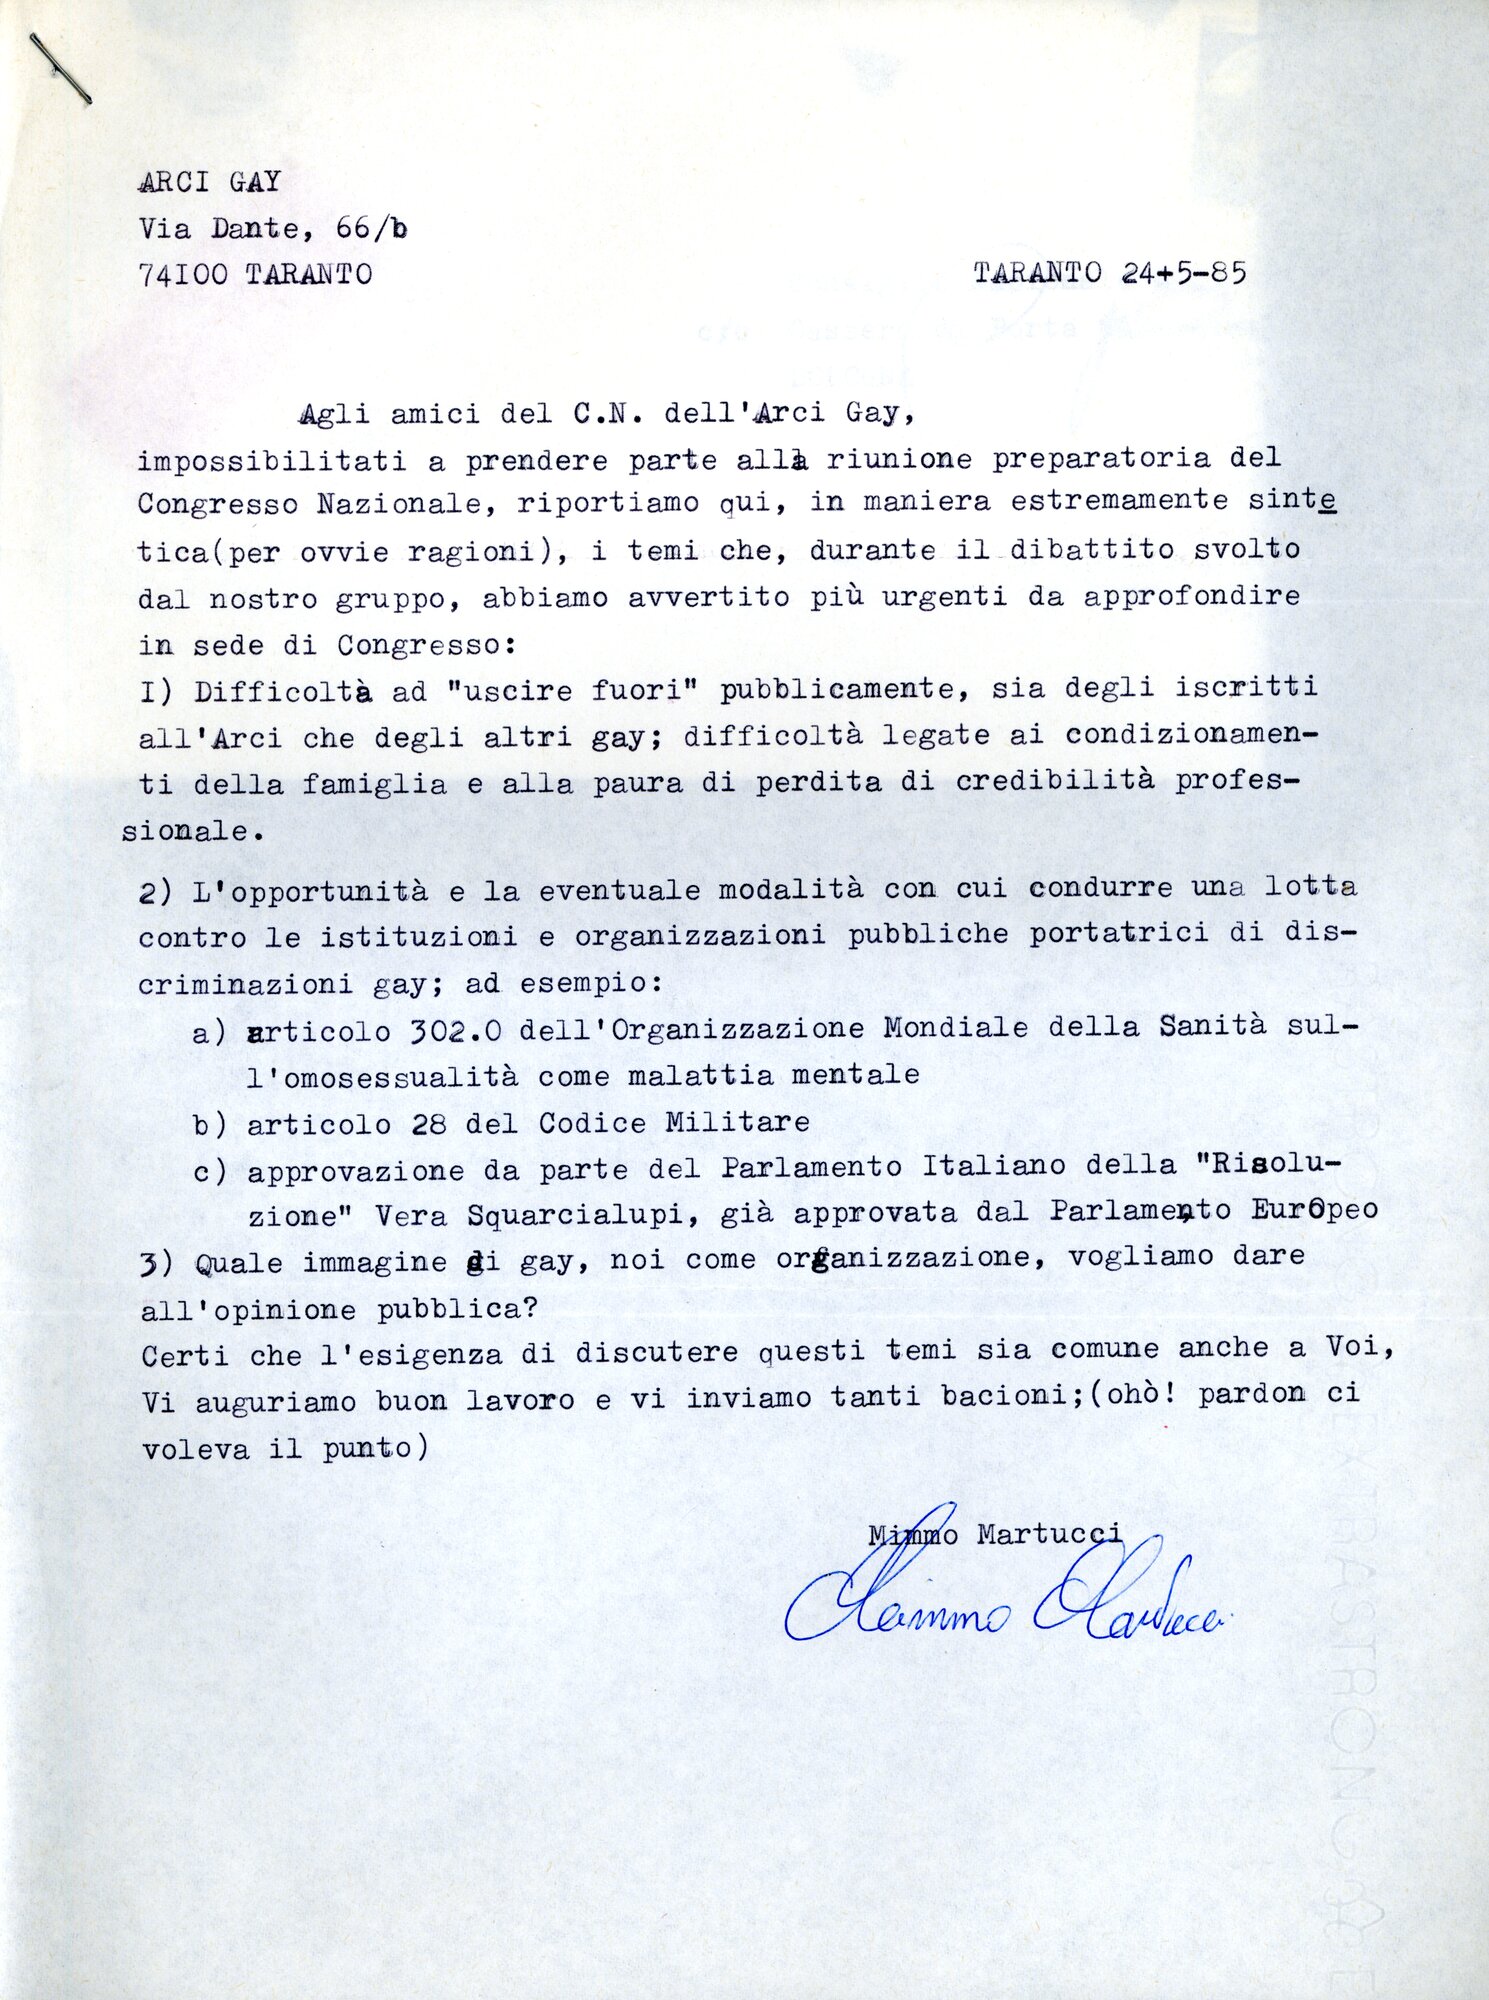 ARCI GAY
Via Dante, 66/b
74I00 TARANTO
TARANTO 24+5-85
Agli amici del C.N. dell'Arci Gay,
impossibilitati a prendere parte alla riunione preparatoria del
Congresso Nazionale, riportiamo qui, in maniera estremamente sinte
tica(per ovvie ragioni), i temi che, durante il dibattito svolto
dal nostro gruppo, abbiamo avvertito più urgenti da approfondire
in sede di Congresso:
I) Difficoltà ad "uscire fuori" pubblicamente, sia degli iscritti
all'Arci che degli altri gay; difficoltà legate ai condizionamen-
ti della famiglia e alla paura di perdita di credibilità profes-
sionale.
2) L'opportunità e la eventuale modalità con cui condurre una lotta
contro le istituzioni e organizzazioni pubbliche portatrici di dis-
criminazioni gay; ad esempio:
a) articolo 302.0 dell'Organizzazione Mondiale della Sanità sul-
l'omosessualità come malattia mentale
b) articolo 28 del Codice Militare
c) approvazione da parte del Parlamento Italiano della "Risolu-
zione" Vera Squarcialupi, già approvata dal Parlamento EurOpeo
3) Quale immagine di gay, noi come organizzazione, vogliamo dare
all'opinione pubblica?
Certi che l'esigenza di discutere questi temi sia comune anche a Voi,
Vi auguriamo buon lavoro e vi inviamo tanti bacioni;(ohò! pardon ci
voleva il punto)
Mimmo Martucci
Mimmo Martucci